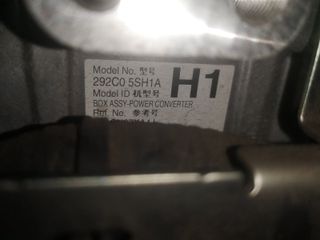 Model No. 型号
292C0 5SH1A
H1
Model ID 机型号
BOX ASSY-POWER CONVERTER
Ref. No. 参考号